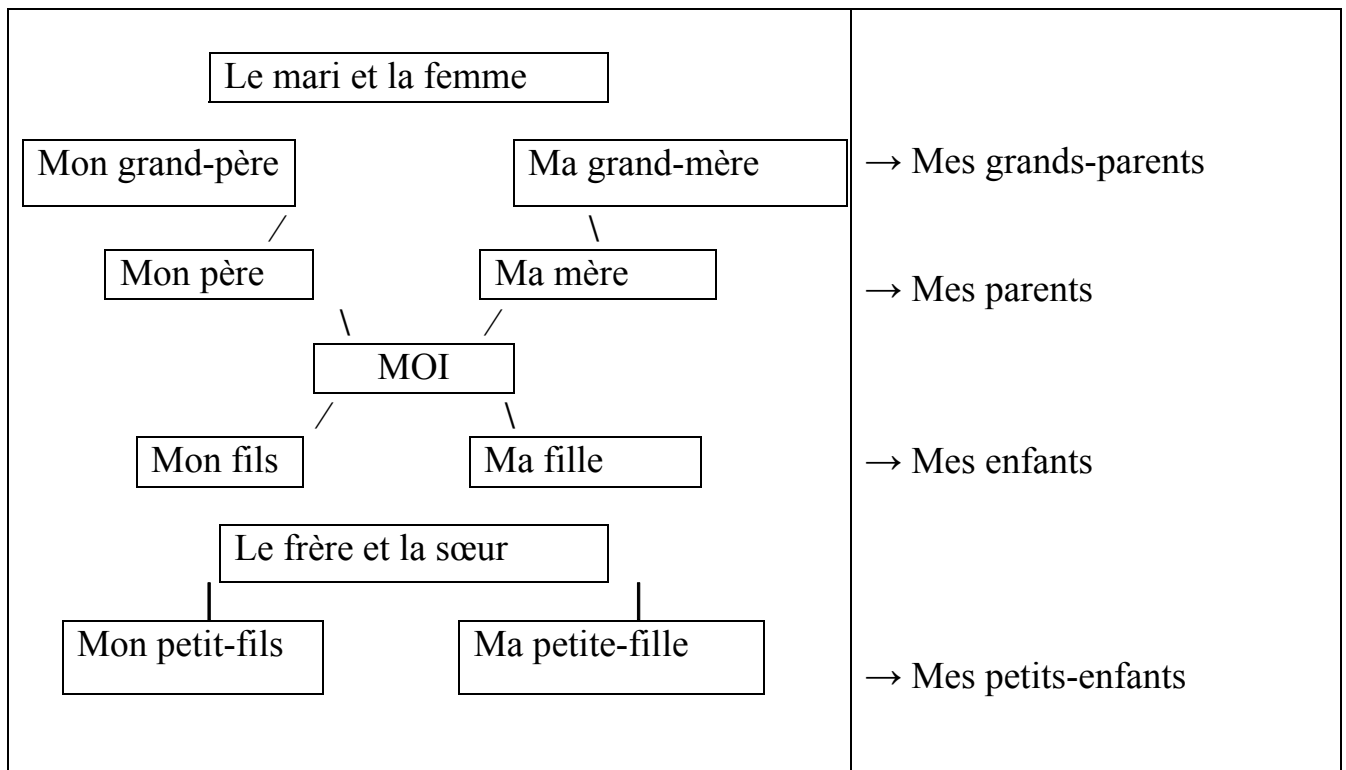 Le mari et la femme
Mon grand-père Ma grand-mère → Mes grands-parents
Mon père Ma mère → Mes parents
MOI
Mon fils Ma fille → Mes enfants
Le frère et la sœur
Mon petit-fils Ma petite-fille → Mes petits-enfants